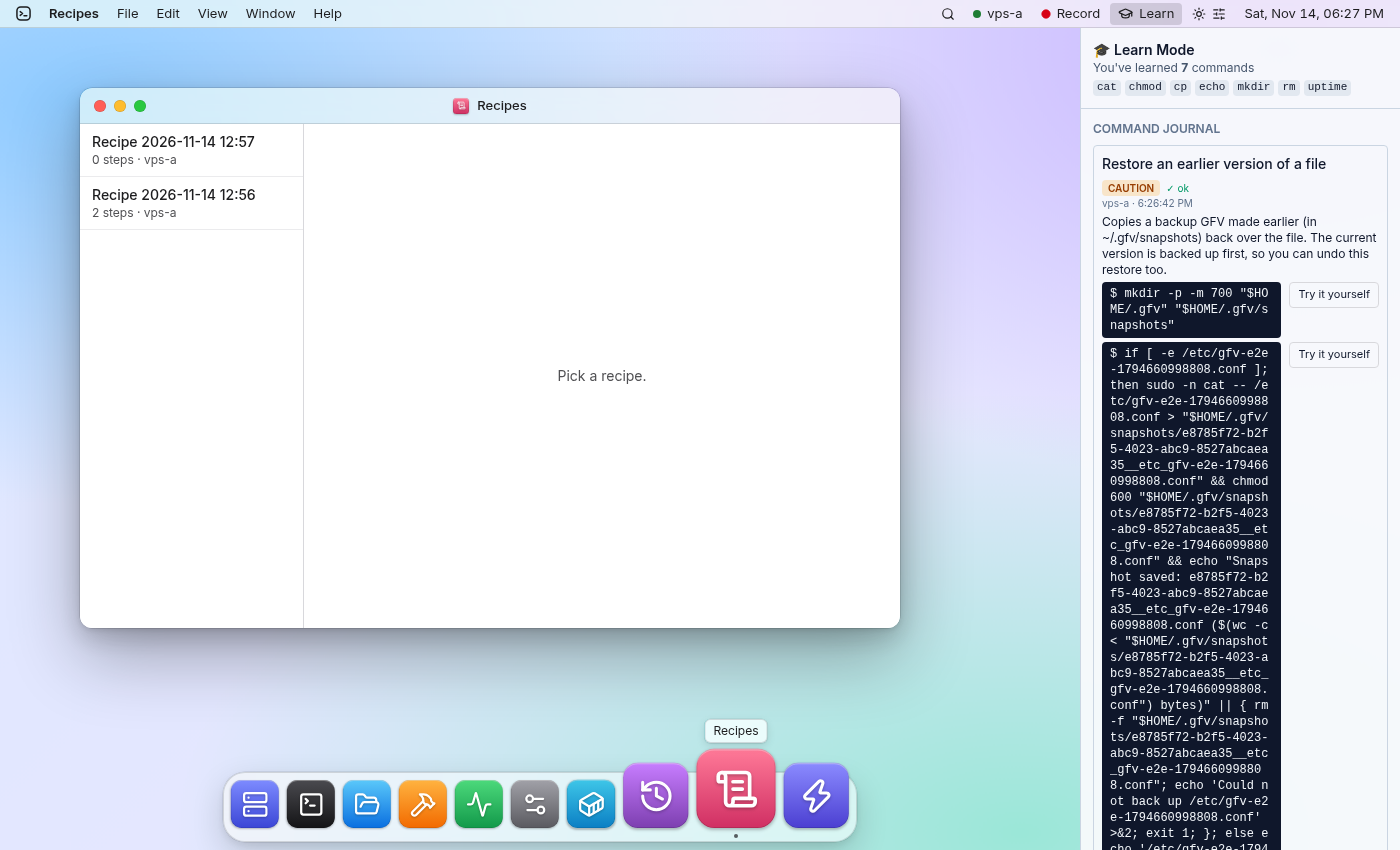 Recipes File Edit View Window Help
vps-a Record Learn Sat, Nov 14, 06:27 PM
Recipes
Recipe 2026-11-14 12:57
0 steps · vps-a
Recipe 2026-11-14 12:56
2 steps · vps-a
Pick a recipe.
Recipes
🎓 Learn Mode
You've learned 7 commands
cat chmod cp echo mkdir rm uptime
COMMAND JOURNAL
Restore an earlier version of a file
CAUTION ✓ ok
vps-a · 6:26:42 PM
Copies a backup GFV made earlier (in
~/.gfv/snapshots) back over the file. The current
version is backed up first, so you can undo this
restore too.
$ mkdir -p -m 700 "$HO
ME/.gfv" "$HOME/.gfv/s
napshots"
Try it yourself
$ if [ -e /etc/gfv-e2e
-1794660998808.conf ];
then sudo -n cat -- /e
tc/gfv-e2e-17946609988
08.conf > "$HOME/.gfv/
snapshots/e8785f72-b2f
5-4023-abc9-8527abcaea
35__etc_gfv-e2e-179466
0998808.conf" && chmod
600 "$HOME/.gfv/snapsh
ots/e8785f72-b2f5-4023
-abc9-8527abcaea35__et
c_gfv-e2e-179466099880
8.conf" && echo "Snaps
hot saved: e8785f72-b2
f5-4023-abc9-8527abcae
a35__etc_gfv-e2e-17946
60998808.conf ($(wc -c
< "$HOME/.gfv/snapshot
s/e8785f72-b2f5-4023-a
bc9-8527abcaea35__etc_
gfv-e2e-1794660998808.
conf") bytes)" || { rm
-f "$HOME/.gfv/snapsho
ts/e8785f72-b2f5-4023-
abc9-8527abcaea35__etc
_gfv-e2e-179466099880
8.conf"; echo 'Could n
ot back up /etc/gfv-e2
e-1794660998808.conf'
>&2; exit 1; }; else e
cho '/etc/gfv-e2e-1794
Try it yourself